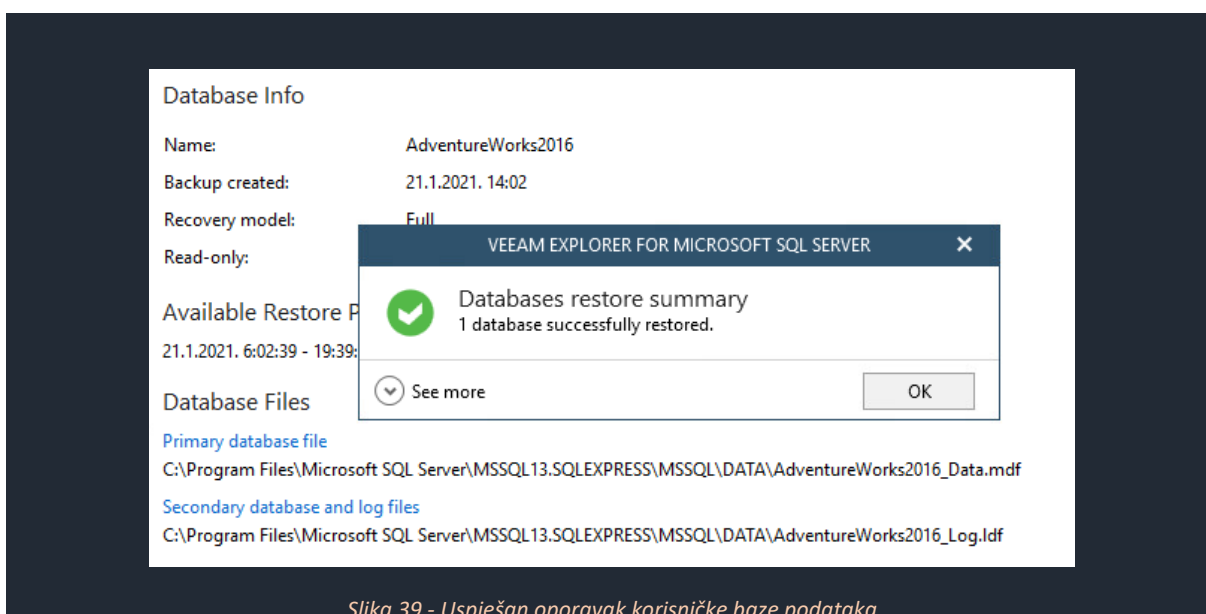 Database Info
Name: AdventureWorks2016
Backup created: 21.1.2021. 14:02
Recovery model: Full
Read-only:
VEEAM EXPLORER FOR MICROSOFT SQL SERVER
Databases restore summary
1 database successfully restored.
See more
OK
Available Restore
21.1.2021. 6:02:39 - 19:39:
Database Files
Primary database file
C:\Program Files\Microsoft SQL Server\MSSQL13.SQLEXPRESS\MSSQL\DATA\AdventureWorks2016_Data.mdf
Secondary database and log files
C:\Program Files\Microsoft SQL Server\MSSQL13.SQLEXPRESS\MSSQL\DATA\AdventureWorks2016_Log.ldf
Slika 39 - Uspješan oporavak korisničke baze podataka